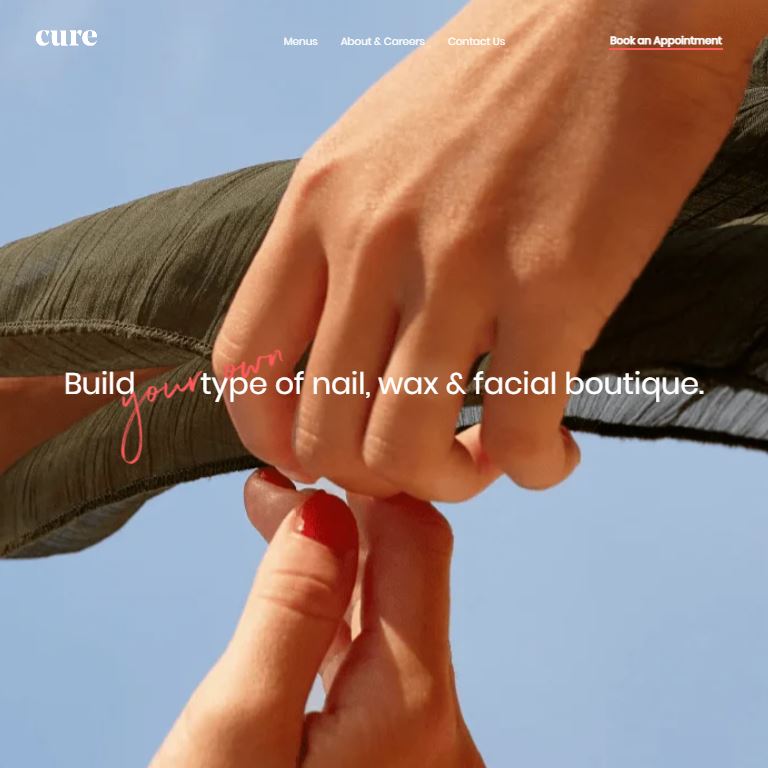 cure
Menus
About & Careers
Contact Us
Book an Appointment
Build your own type of nail, wax & facial boutique.